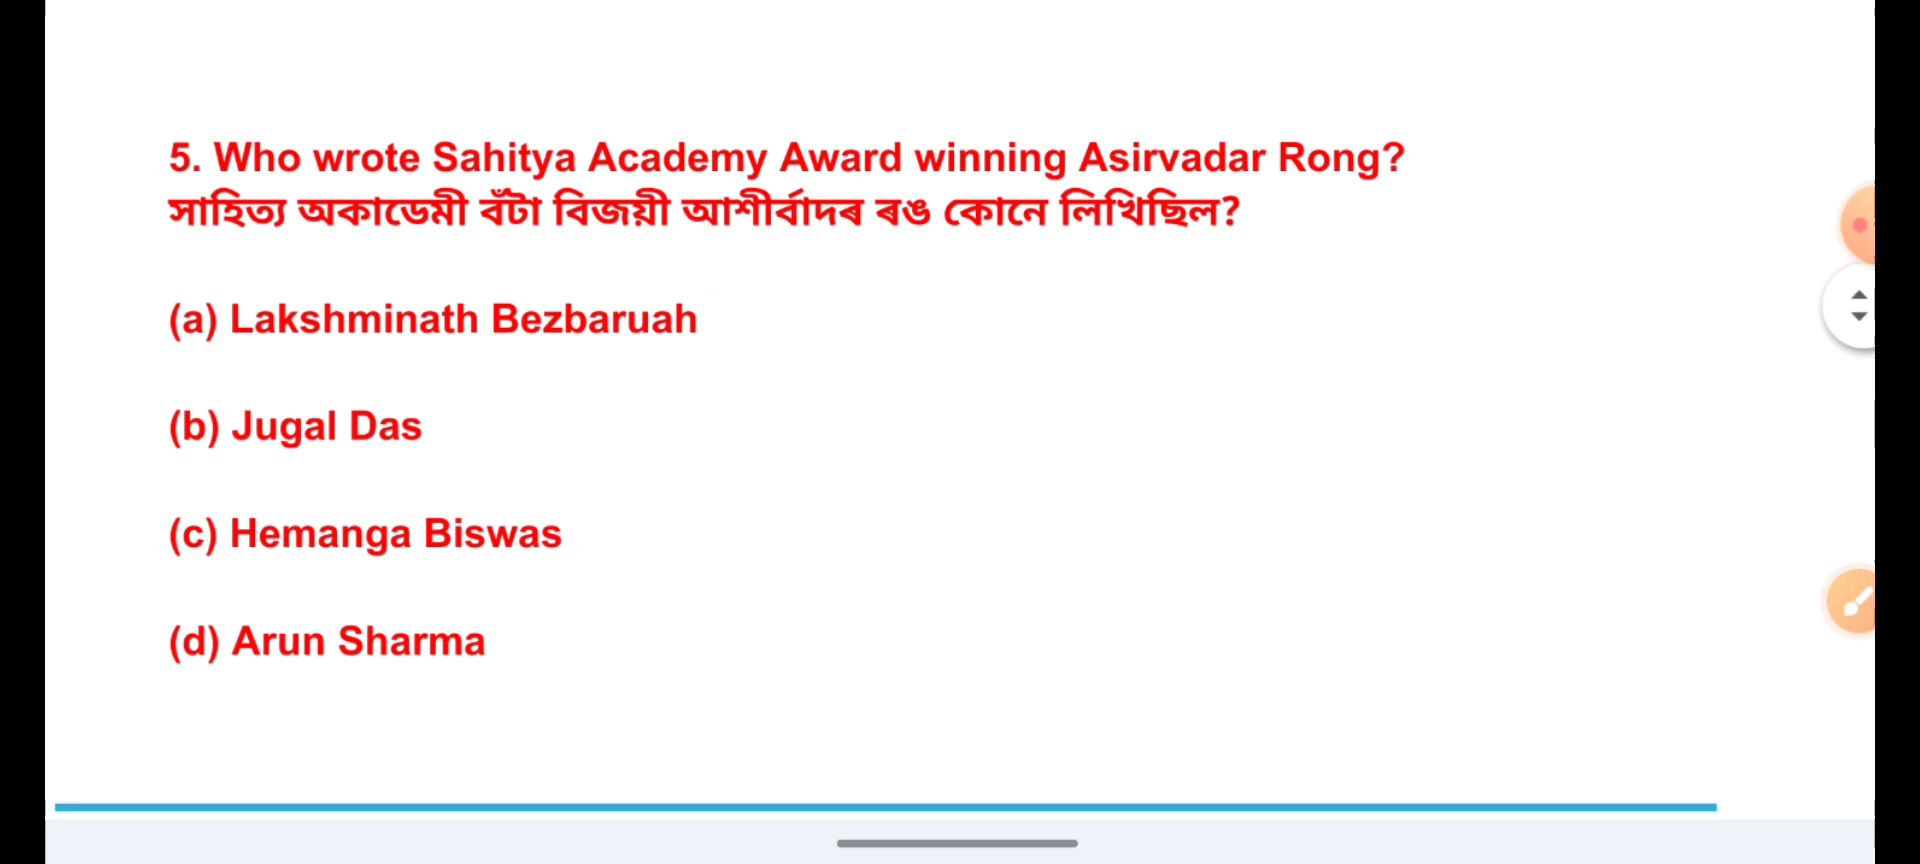 5. Who wrote Sahitya Academy Award winning Asirvadar Rong?
সাহিত্য অকাডেমী বঁটা বিজয়ী আশীৰ্বাদৰ ৰঙ কোনে লিখিছিল?
(a) Lakshminath Bezbaruah
(b) Jugal Das
(c) Hemanga Biswas
(d) Arun Sharma